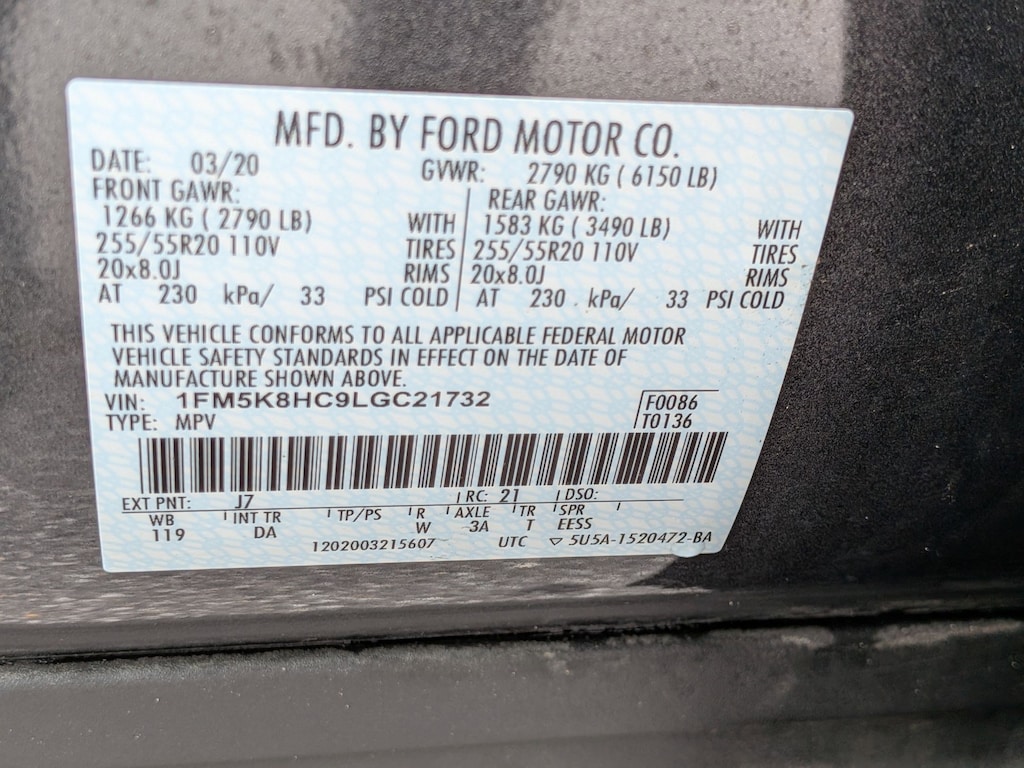 MFD. BY FORD MOTOR CO.
DATE: 03/20 GVWR: 2790 KG ( 6150 LB)
FRONT GAWR: REAR GAWR:
1266 KG ( 2790 LB) WITH 1583 KG ( 3490 LB) WITH
255/55R20 110V TIRES 255/55R20 110V TIRES
20x8.0J RIMS 20x8.0J RIMS
AT 230 kPa/ 33 PSI COLD AT 230 kPa/ 33 PSI COLD
THIS VEHICLE CONFORMS TO ALL APPLICABLE FEDERAL MOTOR
VEHICLE SAFETY STANDARDS IN EFFECT ON THE DATE OF
MANUFACTURE SHOWN ABOVE.
VIN: 1FM5K8HC9LGC21732 F0086
TYPE: MPV T0136
EXT PNT: J7 RC: 21 DSO:
WB INT TR TP/PS R AXLE TR SPR
119 DA W 3A T EESS
1202003215607 UTC ▽ 5U5A-1520472-BA